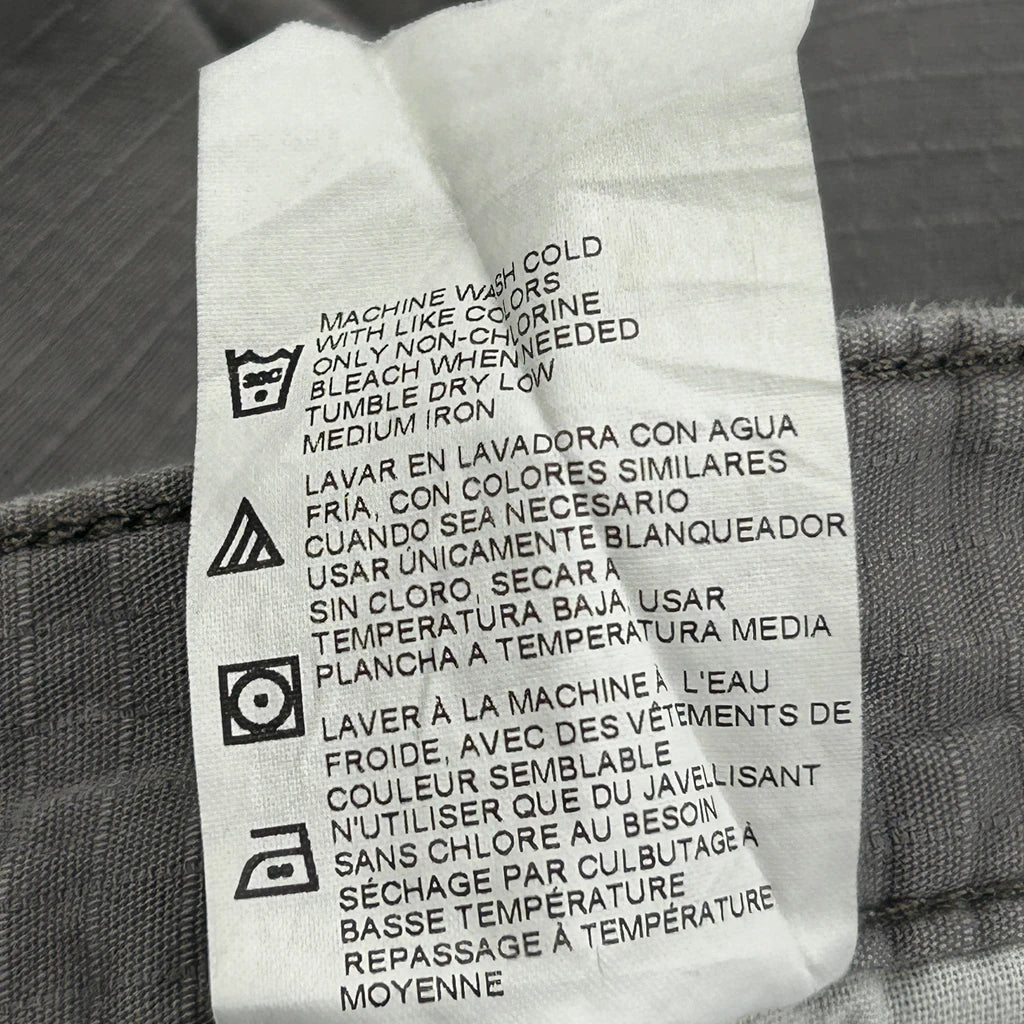 MACHINE WASH COLD
WITH LIKE COLORS
ONLY NON-CHLORINE
BLEACH WHEN NEEDED
TUMBLE DRY LOW
MEDIUM IRON
30C
LAVAR EN LAVADORA CON AGUA
FRÍA, CON COLORES SIMILARES
CUANDO SEA NECESARIO
USAR ÚNICAMENTE BLANQUEADOR
SIN CLORO, SECAR A
TEMPERATURA BAJA, USAR
PLANCHA A TEMPERATURA MEDIA
LAVER À LA MACHINE À L'EAU
FROIDE, AVEC DES VÊTEMENTS DE
COULEUR SEMBLABLE
N'UTILISER QUE DU JAVELLISANT
SANS CHLORE AU BESOIN
SÉCHAGE PAR CULBUTAGE À
BASSE TEMPÉRATURE
REPASSAGE À TEMPÉRATURE
MOYENNE